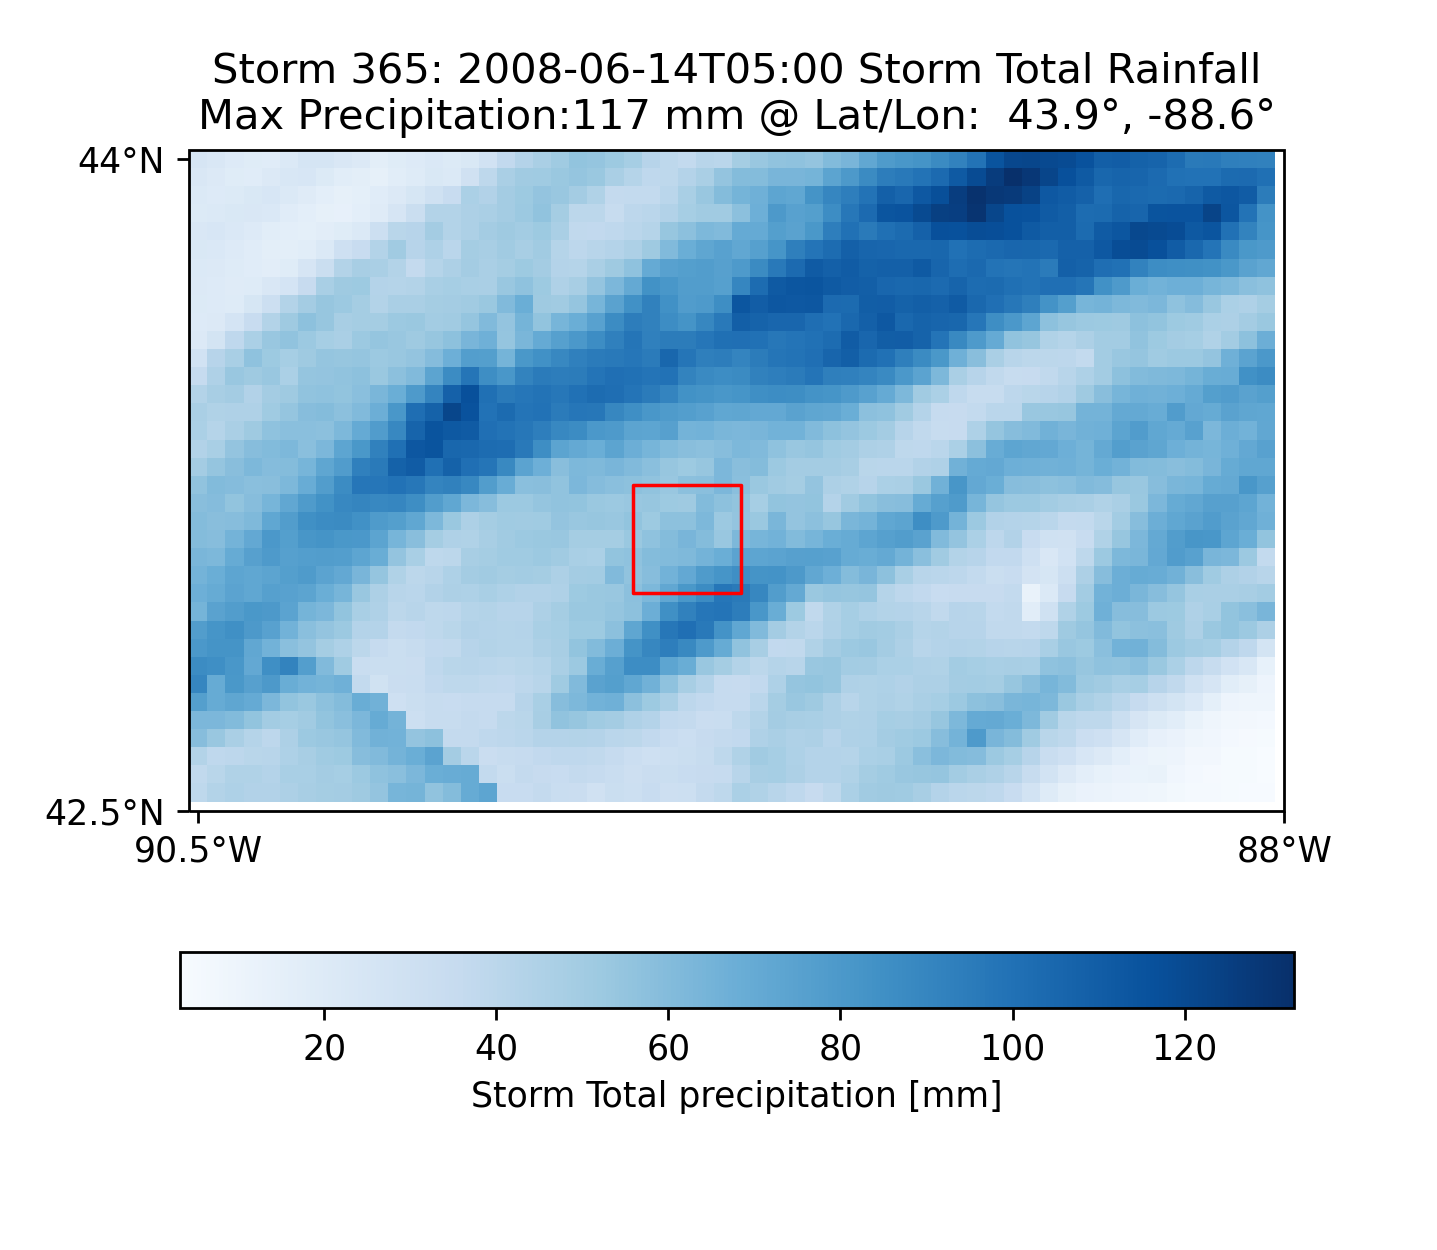 Storm 365: 2008-06-14T05:00 Storm Total Rainfall
Max Precipitation:117 mm @ Lat/Lon:  43.9°, -88.6°
44°N
42.5°N
90.5°W 88°W
20 40 60 80 100 120
Storm Total precipitation [mm]